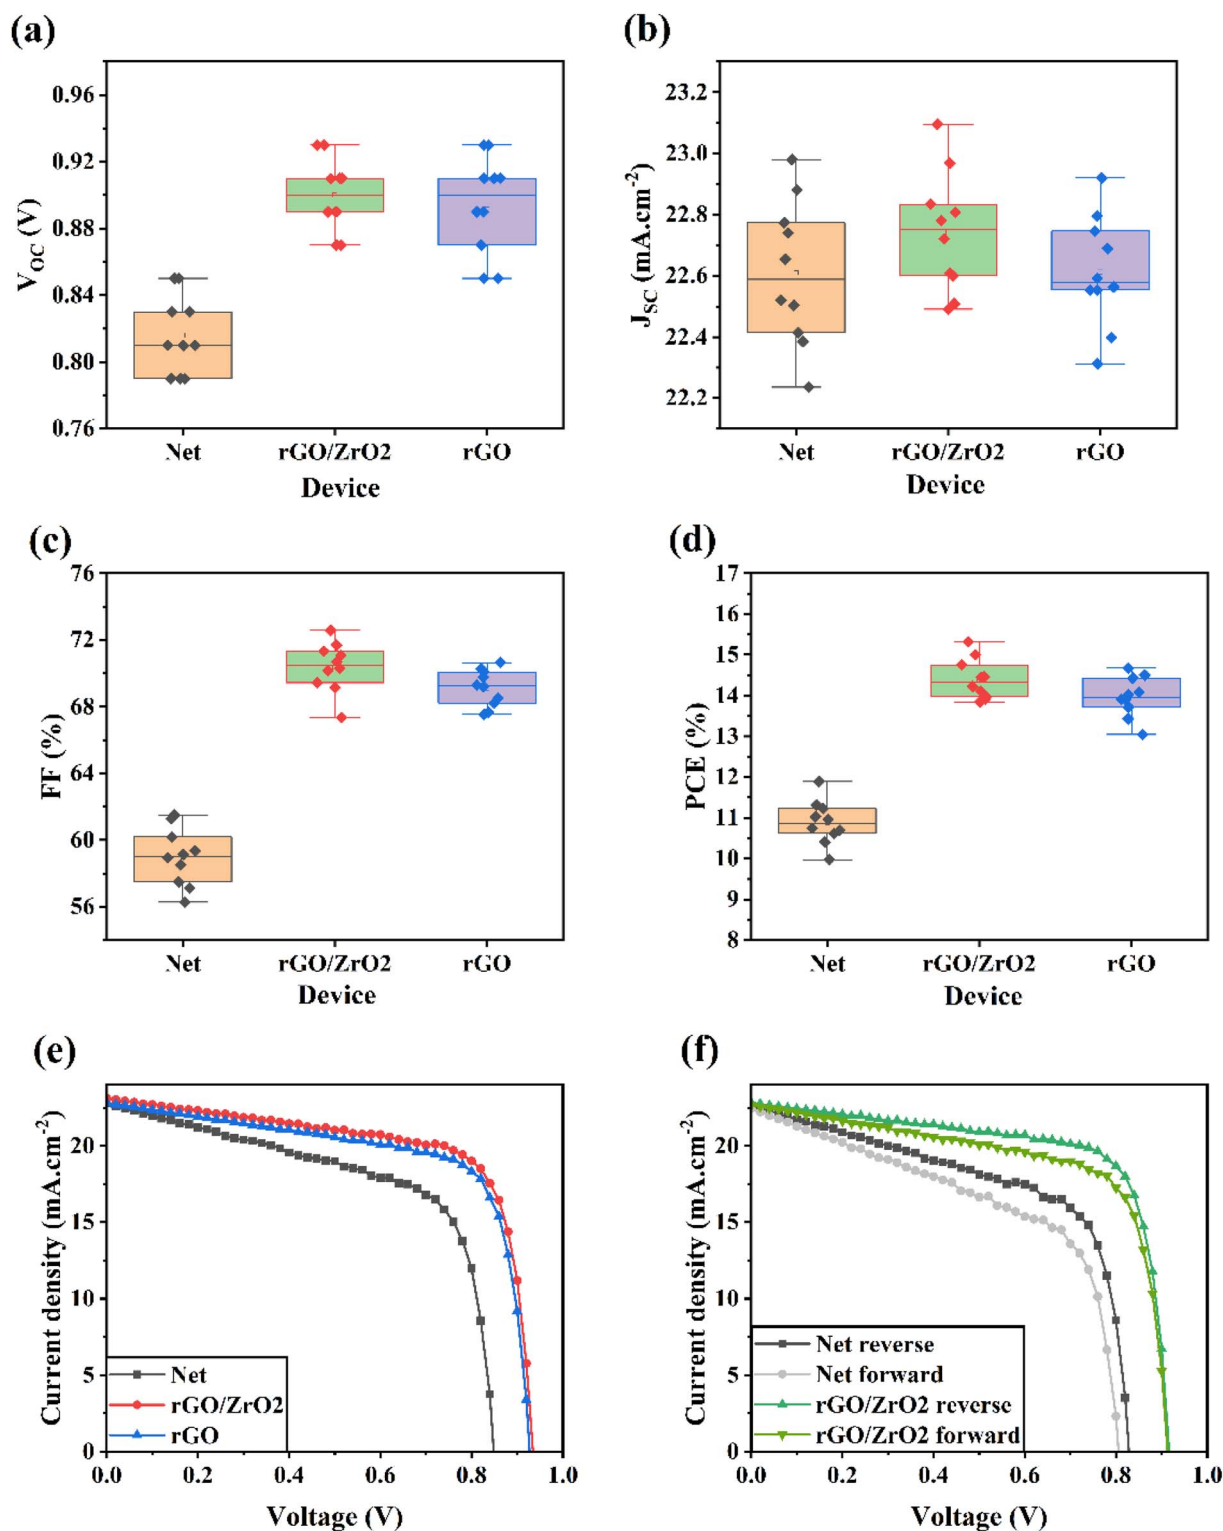 (a)
V_OC (V)
0.96
0.92
0.88
0.84
0.80
0.76
Net
rGO/ZrO2
rGO
Device
(b)
J_SC (mA.cm⁻²)
23.2
23.0
22.8
22.6
22.4
22.2
Net
rGO/ZrO2
rGO
Device
(c)
FF (%)
76
72
68
64
60
56
Net
rGO/ZrO2
rGO
Device
(d)
PCE (%)
17
16
15
14
13
11
10
9
8
Net
rGO/ZrO2
rGO
Device
(e)
Current density (mA.cm⁻²)
20
15
10
5
0
0.0
0.2
0.4
0.6
0.8
1.0
Voltage (V)
Net
rGO/ZrO2
rGO
(f)
Current density (mA.cm⁻²)
20
15
10
5
0
0.0
0.2
0.4
0.6
0.8
1.0
Voltage (V)
Net reverse
Net forward
rGO/ZrO2 reverse
rGO/ZrO2 forward